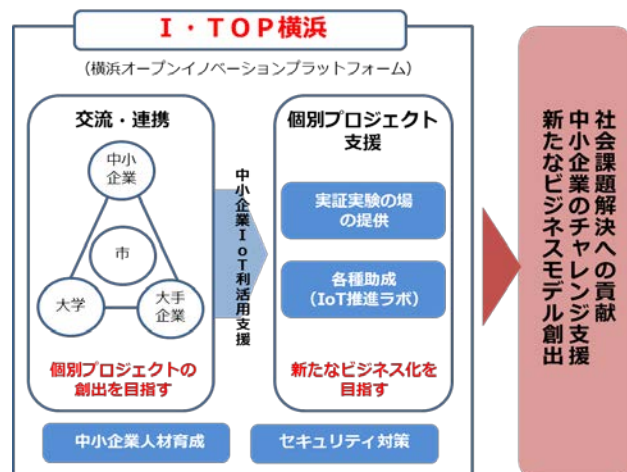 I・TOP横浜
(横浜オープンイノベーションプラットフォーム)
交流・連携
中小
企業
市
大学
大手
企業
個別プロジェクトの
創出を目指す
中小企業IoT利活用支援
個別プロジェクト
支援
実証実験の場
の提供
各種助成
(IoT推進ラボ)
新たなビジネス化を
目指す
中小企業人材育成
セキュリティ対策
社会課題解決への貢献
中小企業のチャレンジ支援
新たなビジネスモデル創出